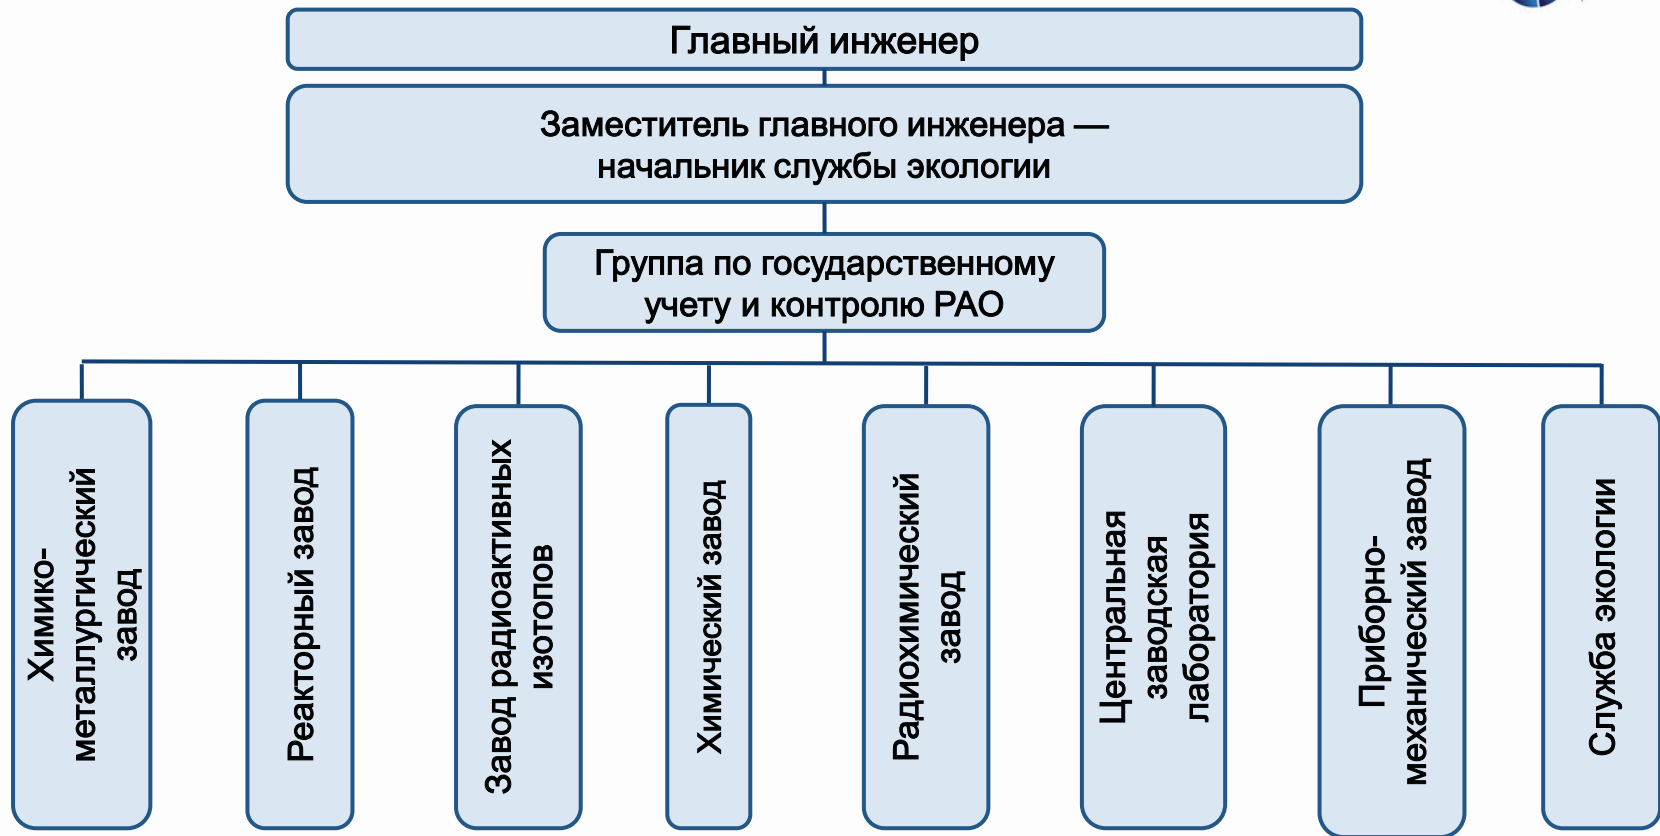 Главный инженер
Заместитель главного инженера —
начальник службы экологии
Группа по государственному
учету и контролю РАО
Химико-
металлургический
завод
Реакторный завод
Завод радиоактивных
изотопов
Химический завод
Радиохимический
завод
Центральная
заводская
лаборатория
Приборно-
механический завод
Служба экологии